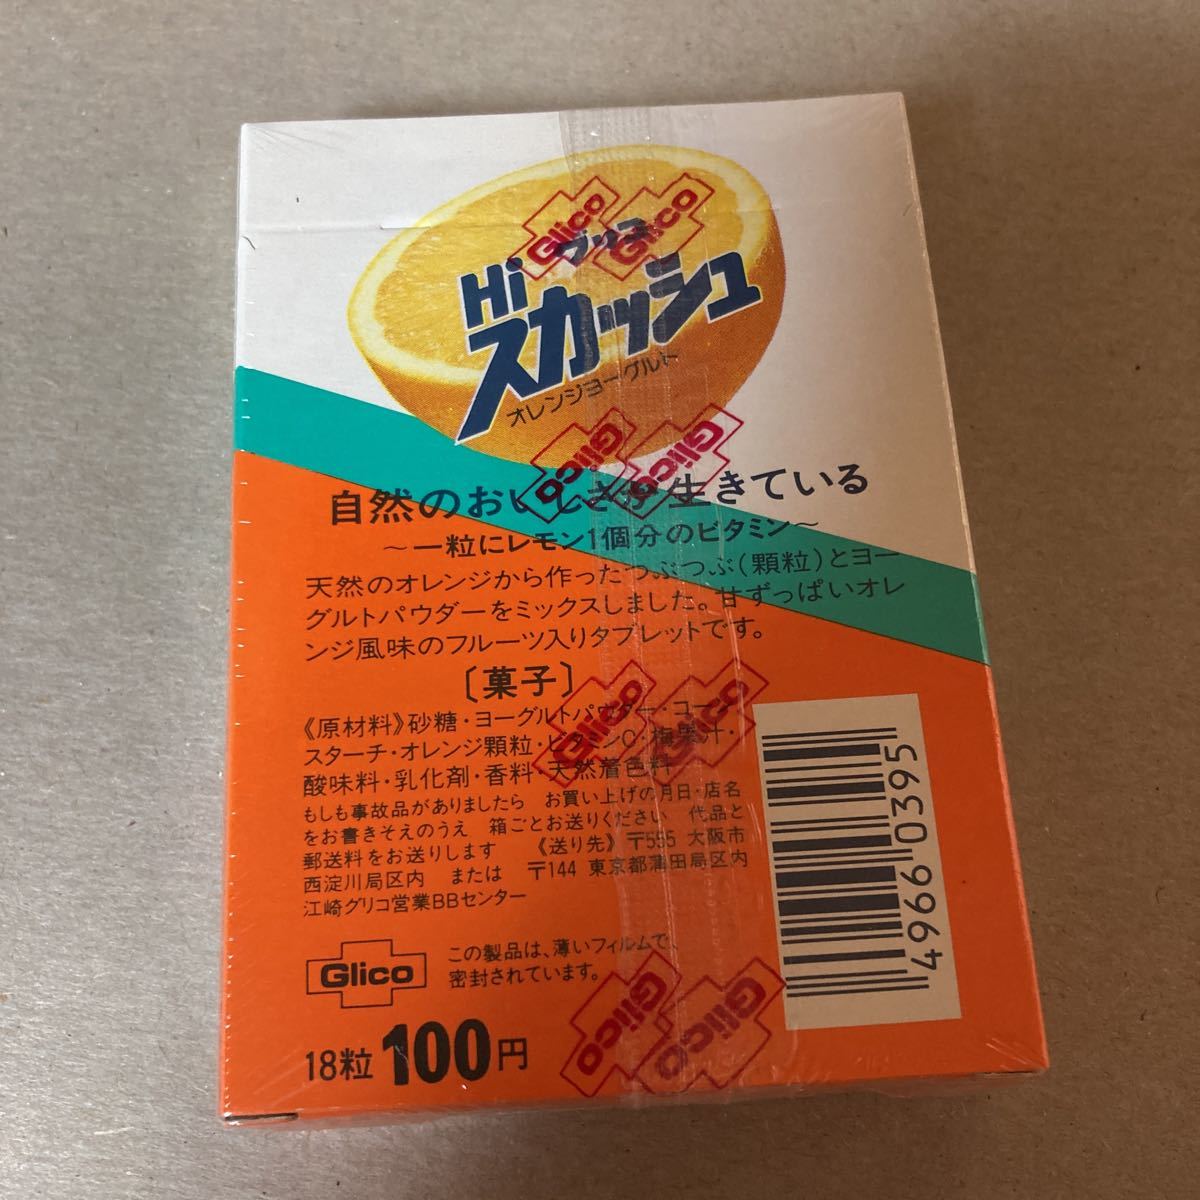 グリコ
Hi
スカッシュ
オレンジヨーグルト
自然のおいしさが生きている
～一粒にレモン1個分のビタミン～
天然のオレンジから作ったつぶつぶ(顆粒)とヨー
グルトパウダーをミックスしました。甘ずっぱいオレ
ンジ風味のフルーツ入りタブレットです。
〔菓子〕
《原材料》砂糖・ヨーグルトパウダー・コーン
スターチ・オレンジ顆粒・ビタミンC・梅果汁・
酸味料・乳化剤・香料・天然着色料
もしも事故品がありましたら お買い上げの月日・店名
をお書きそえのうえ 箱ごとお送りください 代品と
郵送料をお送りします 《送り先》〒555 大阪市
西淀川局区内 または 〒144 東京都蒲田局区内
江崎グリコ営業BBセンター
Glico
この製品は、薄いフィルムで、
密封されています。
18粒 100円
4966 0395
Glico
Glico
Glico
Glico
Glico
Glico
Glico
Glico